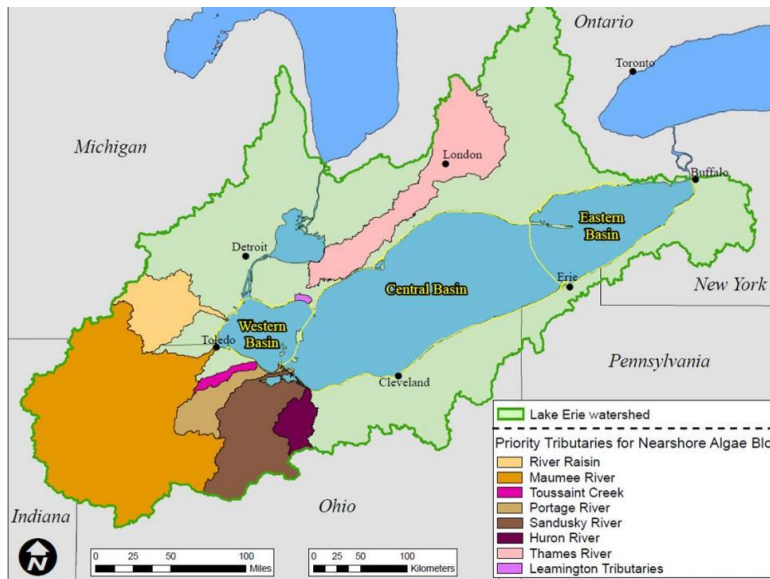 Ontario
Toronto
Michigan
London
Buffalo
Eastern
Basin
Detroit
Central Basin
Erie
New York
Western
Basin
Toledo
Pennsylvania
Cleveland
Lake Erie watershed
Priority Tributaries for Nearshore Algae Blo
River Raisin
Maumee River
Toussaint Creek
Portage River
Sandusky River
Huron River
Thames River
Leamington Tributaries
Ohio
Indiana
N
0 25 50 100
Miles
0 25 50 100
Kilometers